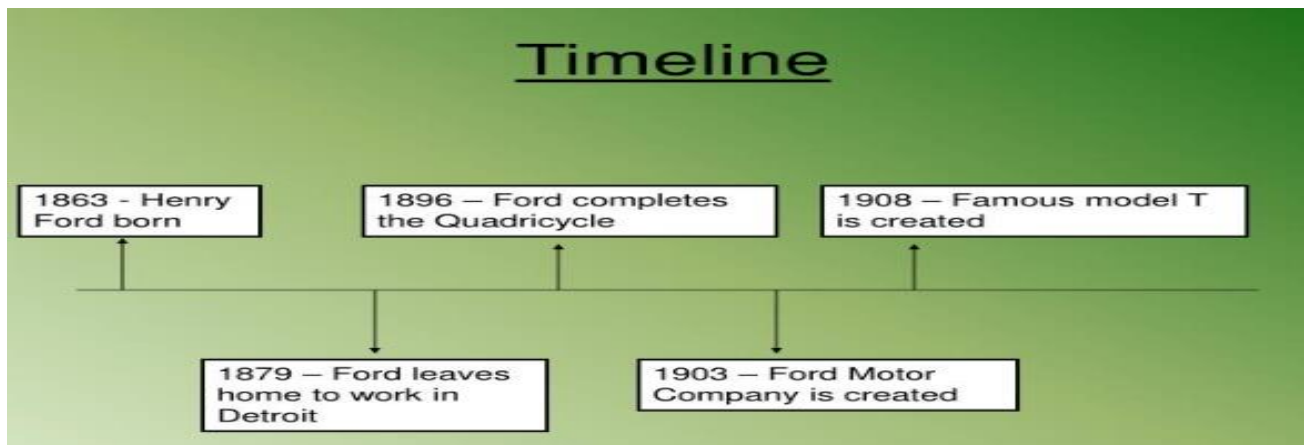 Timeline
1863 - Henry
Ford born
1896 – Ford completes
the Quadricycle
1908 – Famous model T
is created
1879 – Ford leaves
home to work in
Detroit
1903 – Ford Motor
Company is created